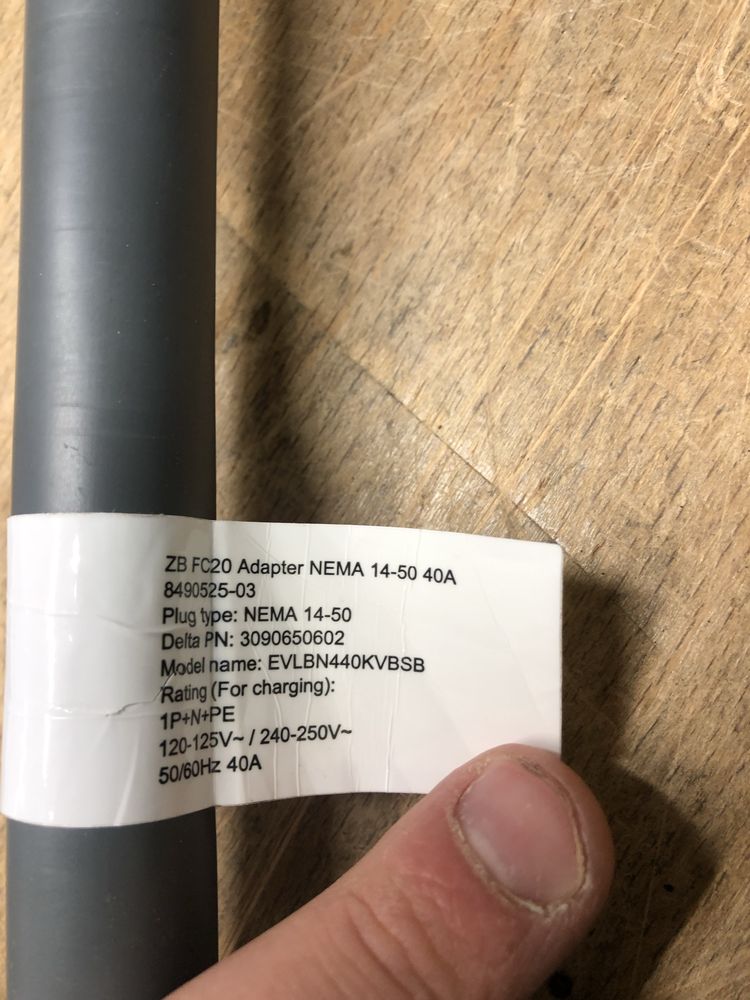 ZB FC20 Adapter NEMA 14-50 40A
8490525-03
Plug type: NEMA 14-50
Delta PN: 3090650602
Model name: EVLBN440KVBSB
Rating (For charging):
1P+N+PE
120-125V~ / 240-250V~
50/60Hz 40A